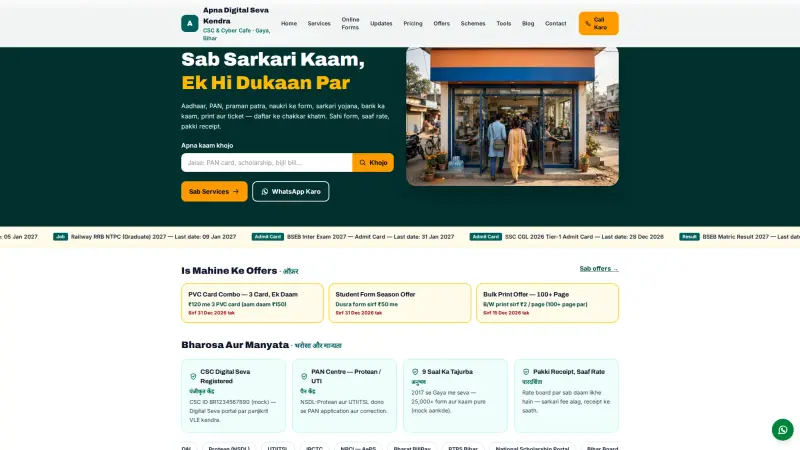 A
Apna Digital Seva
Kendra
CSC & Cyber Cafe · Gaya,
Bihar
Home
Services
Online
Forms
Updates
Pricing
Offers
Schemes
Tools
Blog
Contact
Call
Karo
Sab Sarkari Kaam,
Ek Hi Dukaan Par
Aadhaar, PAN, praman patra, naukri ke form, sarkari yojana, bank ka
kaam, print aur ticket — daftar ke chakkar khatm. Sahi form, saaf rate,
pakki receipt.
Apna kaam khojo
Jaise: PAN card, scholarship, bijli bill...
Khojo
Sab Services →
WhatsApp Karo
: 05 Jan 2027
Job Railway RRB NTPC (Graduate) 2027 — Last date: 09 Jan 2027
Admit Card BSEB Inter Exam 2027 — Admit Card — Last date: 31 Jan 2027
Admit Card SSC CGL 2026 Tier-1 Admit Card — Last date: 28 Dec 2026
Result BSEB Matric Result 2027 — Last date
Is Mahine Ke Offers · ऑफ़र
Sab offers →
PVC Card Combo — 3 Card, Ek Daam
₹120 me 3 PVC card (aam daam ₹150)
Sirf 31 Dec 2026 tak
Student Form Season Offer
Dusra form sirf ₹50 me
Sirf 31 Dec 2026 tak
Bulk Print Offer — 100+ Page
B/W print sirf ₹2 / page (100+ page par)
Sirf 15 Dec 2026 tak
Bharosa Aur Manyata · भरोसा और मान्यता
CSC Digital Seva
Registered
पंजीकृत केंद्र
CSC ID BR1234567890 (mock) —
Digital Seva portal par panjikrit
VLE kendra.
PAN Centre — Protean /
UTI
पैन केंद्र
NSDL-Protean aur UTIITSL dono
se PAN application aur correction.
9 Saal Ka Tajurba
अनुभव
2017 se Gaya me seva —
25,000+ form aur kaam pure
(mock aankde).
Pakki Receipt, Saaf Rate
पारदर्शिता
Rate board par sab daam likhe
hain — sarkari fee alag, receipt ke
saath.
DAI
Protean (NSDL)
UTIITSL
IRCTC
NPCI — AePS
Bharat BillPay
RTPS Bihar
National Scholarship Portal
Bihar Board